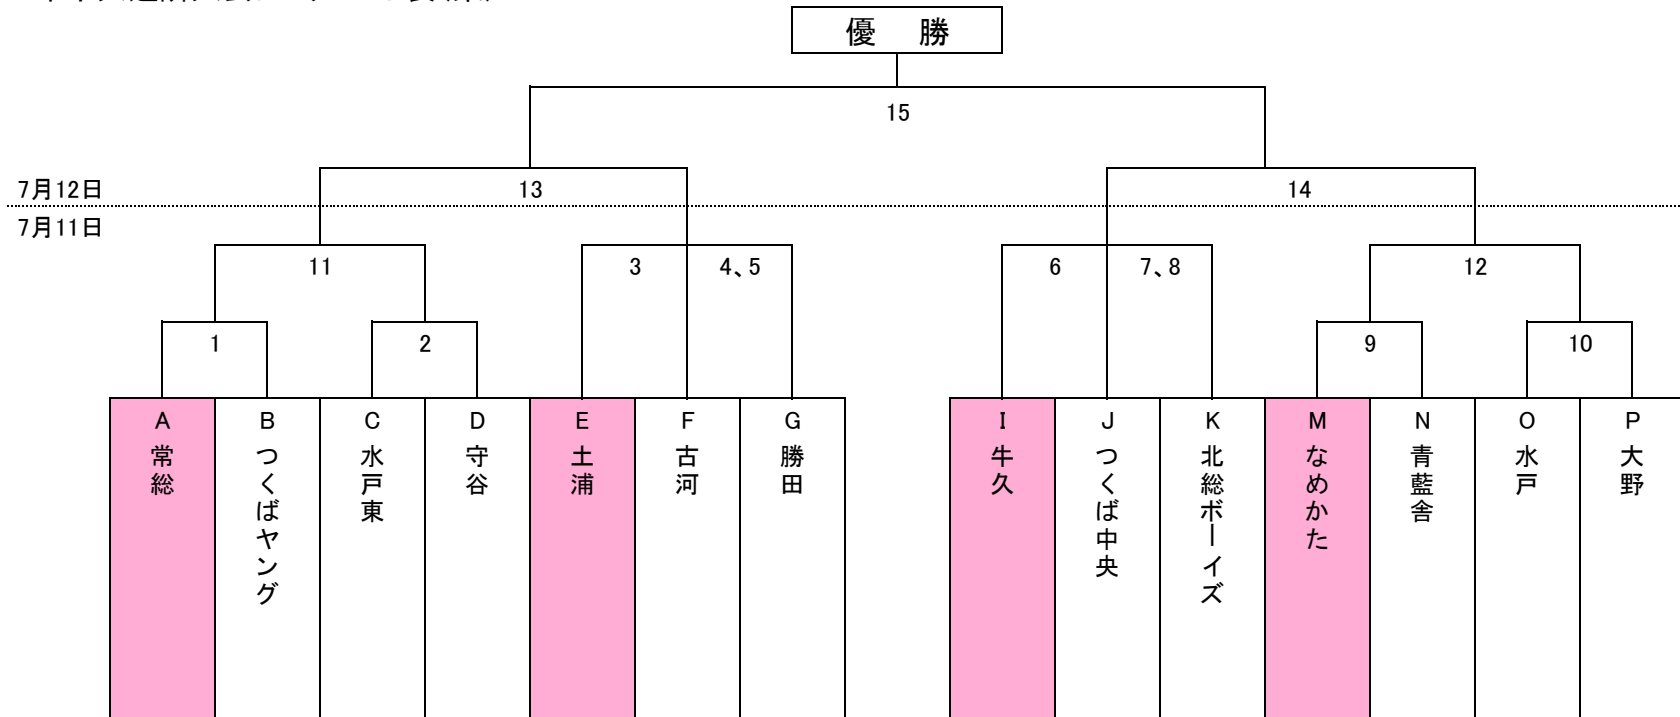 優 勝
15
7月12日
13
14
7月11日
11
3
4、5
6
7、8
12
1
2
9
10
A
常総
B
つくばヤング
C
水戸東
D
守谷
E
土浦
F
古河
G
勝田
I
牛久
J
つくば中央
K
北総ボーイズ
M
なめかた
N
青藍舎
O
水戸
P
大野